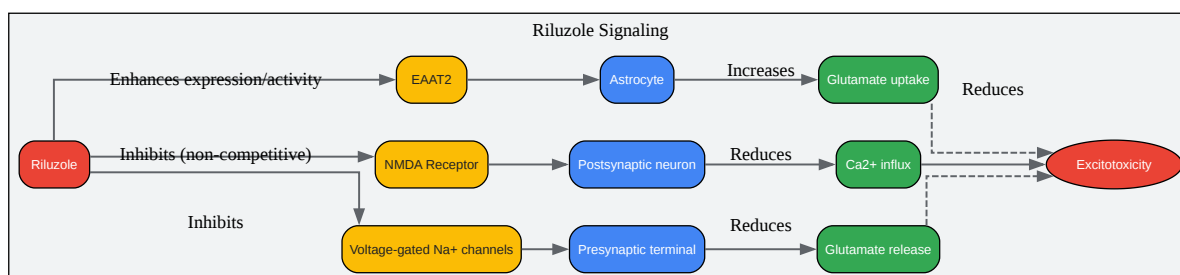 Riluzole Signaling
Enhances expression/activity
EAAT2
Astrocyte
Increases
Glutamate uptake
Reduces
Riluzole
Inhibits (non-competitive)
NMDA Receptor
Postsynaptic neuron
Reduces
Ca2+ influx
Excitotoxicity
Inhibits
Voltage-gated Na+ channels
Presynaptic terminal
Reduces
Glutamate release